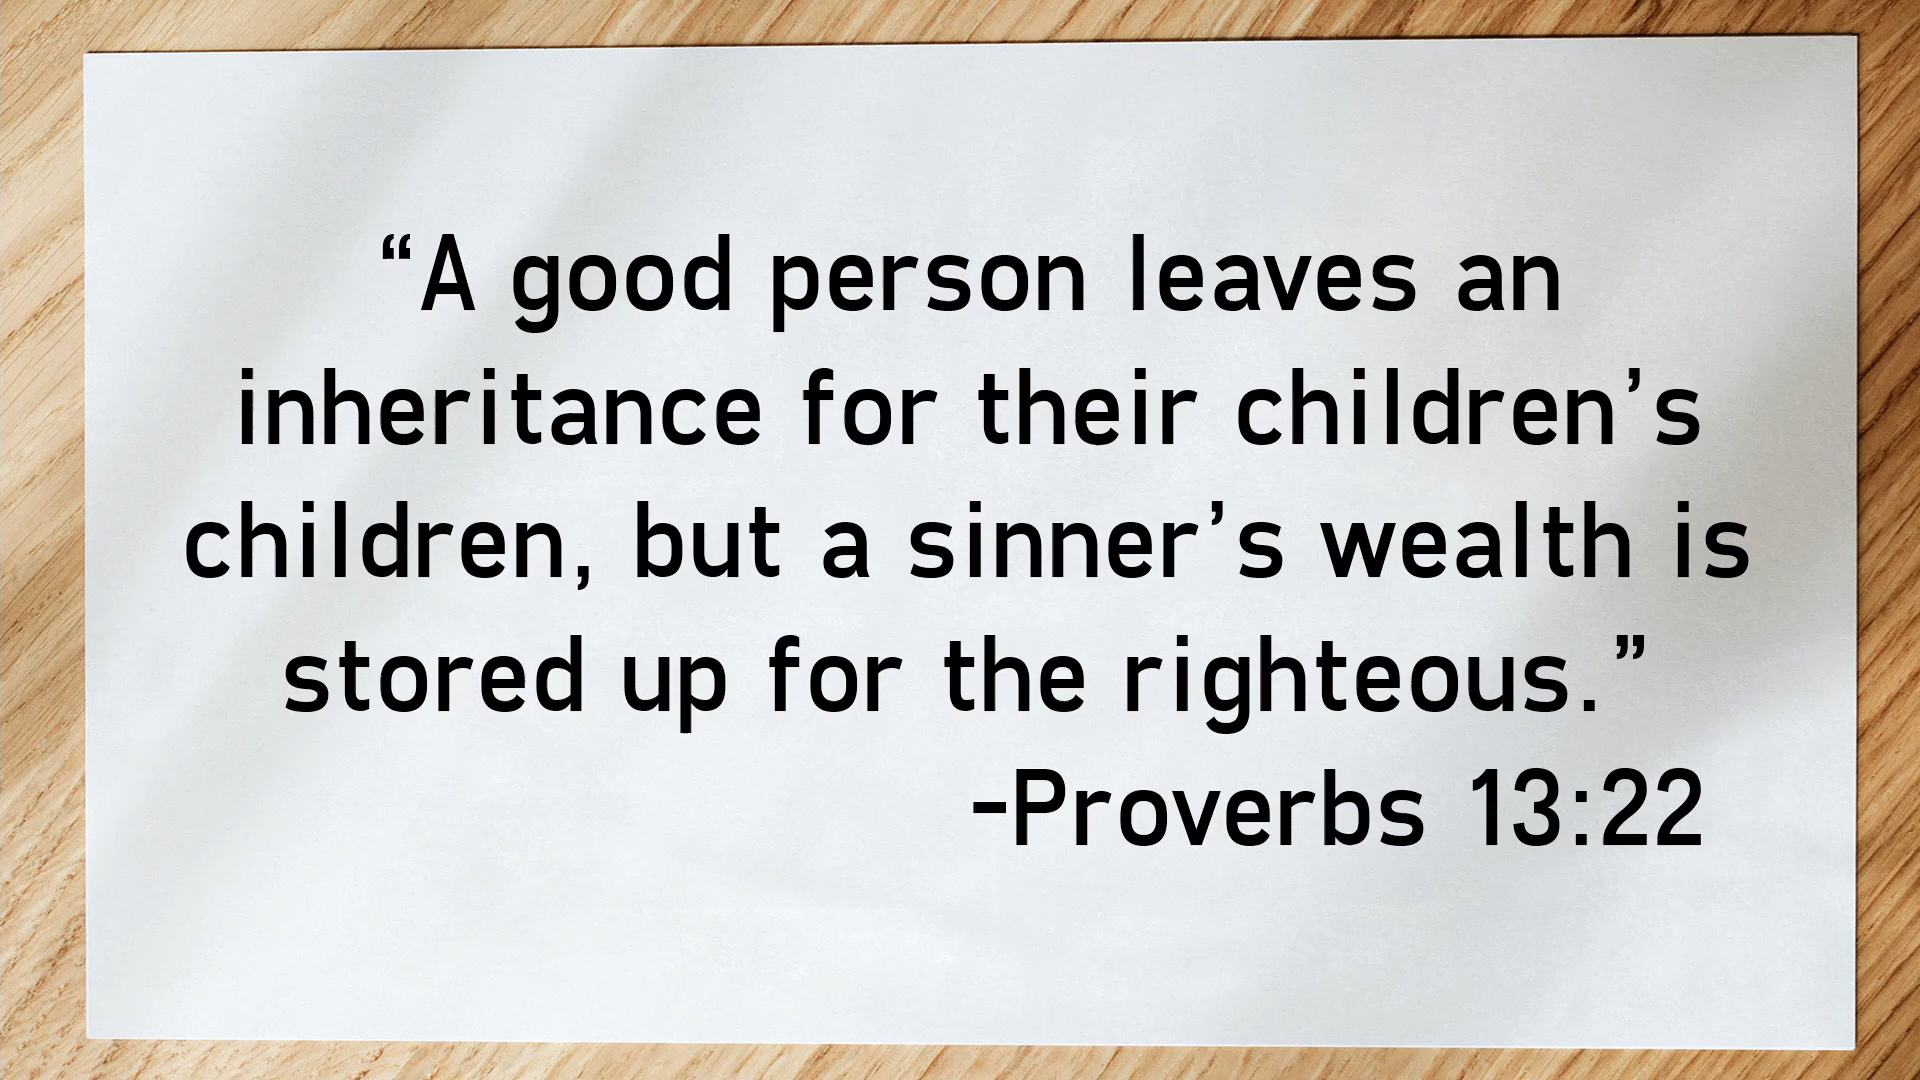 “A good person leaves an
inheritance for their children’s
children, but a sinner’s wealth is
stored up for the righteous.”
-Proverbs 13:22